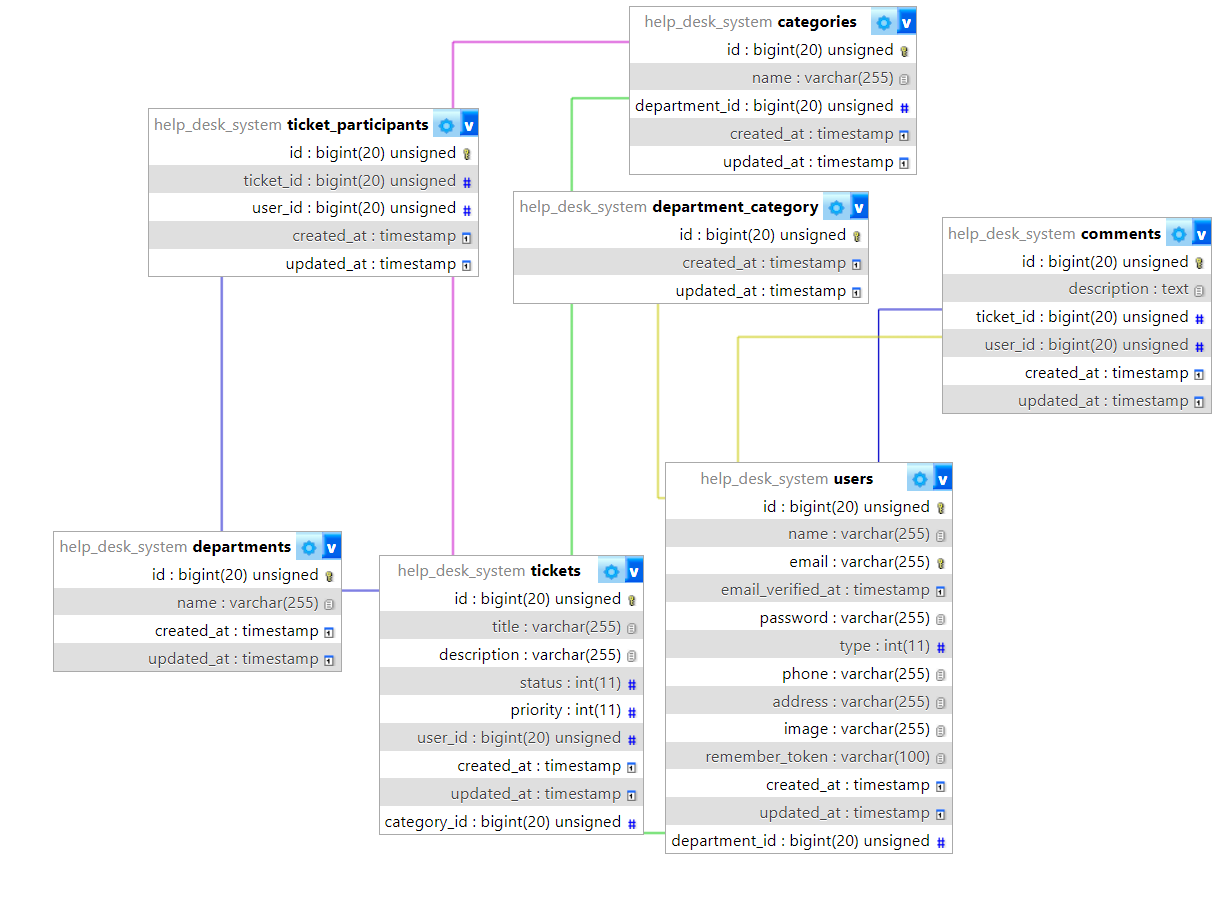 help_desk_system categories
id : bigint(20) unsigned
name : varchar(255)
department_id : bigint(20) unsigned
created_at : timestamp
updated_at : timestamp
help_desk_system ticket_participants
id : bigint(20) unsigned
ticket_id : bigint(20) unsigned
user_id : bigint(20) unsigned
created_at : timestamp
updated_at : timestamp
help_desk_system department_category
id : bigint(20) unsigned
created_at : timestamp
updated_at : timestamp
help_desk_system comments
id : bigint(20) unsigned
description : text
ticket_id : bigint(20) unsigned
user_id : bigint(20) unsigned
created_at : timestamp
updated_at : timestamp
help_desk_system departments
id : bigint(20) unsigned
name : varchar(255)
created_at : timestamp
updated_at : timestamp
help_desk_system tickets
id : bigint(20) unsigned
title : varchar(255)
description : varchar(255)
status : int(11)
priority : int(11)
user_id : bigint(20) unsigned
created_at : timestamp
updated_at : timestamp
category_id : bigint(20) unsigned
help_desk_system users
id : bigint(20) unsigned
name : varchar(255)
email : varchar(255)
email_verified_at : timestamp
password : varchar(255)
type : int(11)
phone : varchar(255)
address : varchar(255)
image : varchar(255)
remember_token : varchar(100)
created_at : timestamp
updated_at : timestamp
department_id : bigint(20) unsigned